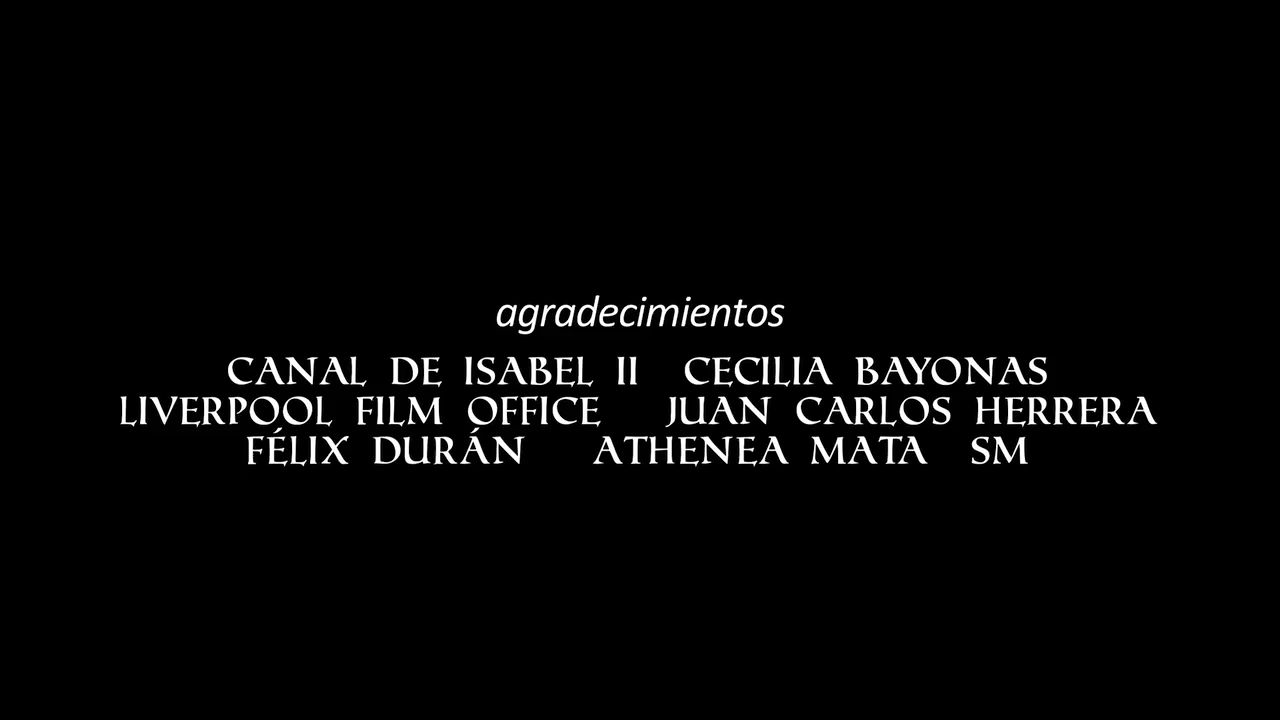 agradecimientos
CANAL DE ISABEL II CECILIA BAYONAS
LIVERPOOL FILM OFFICE JUAN CARLOS HERRERA
FÉLIX DURÁN ATHENEA MATA SM